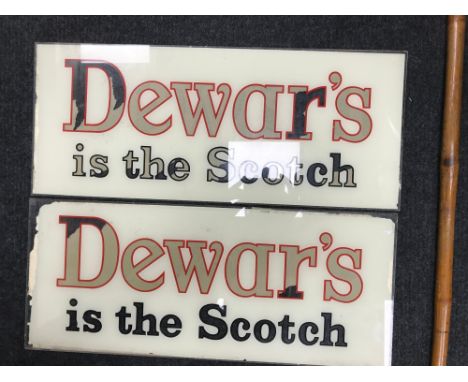 Dewar's
is the Scotch
Dewar's
is the Scotch